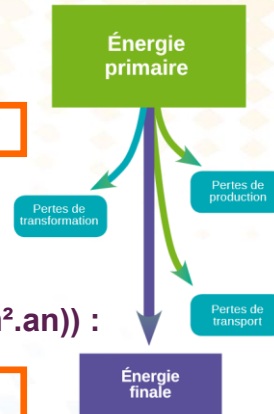 Énergie
primaire
Pertes de
production
Pertes de
transformation
Pertes de
transport
².an)) :
Énergie
finale